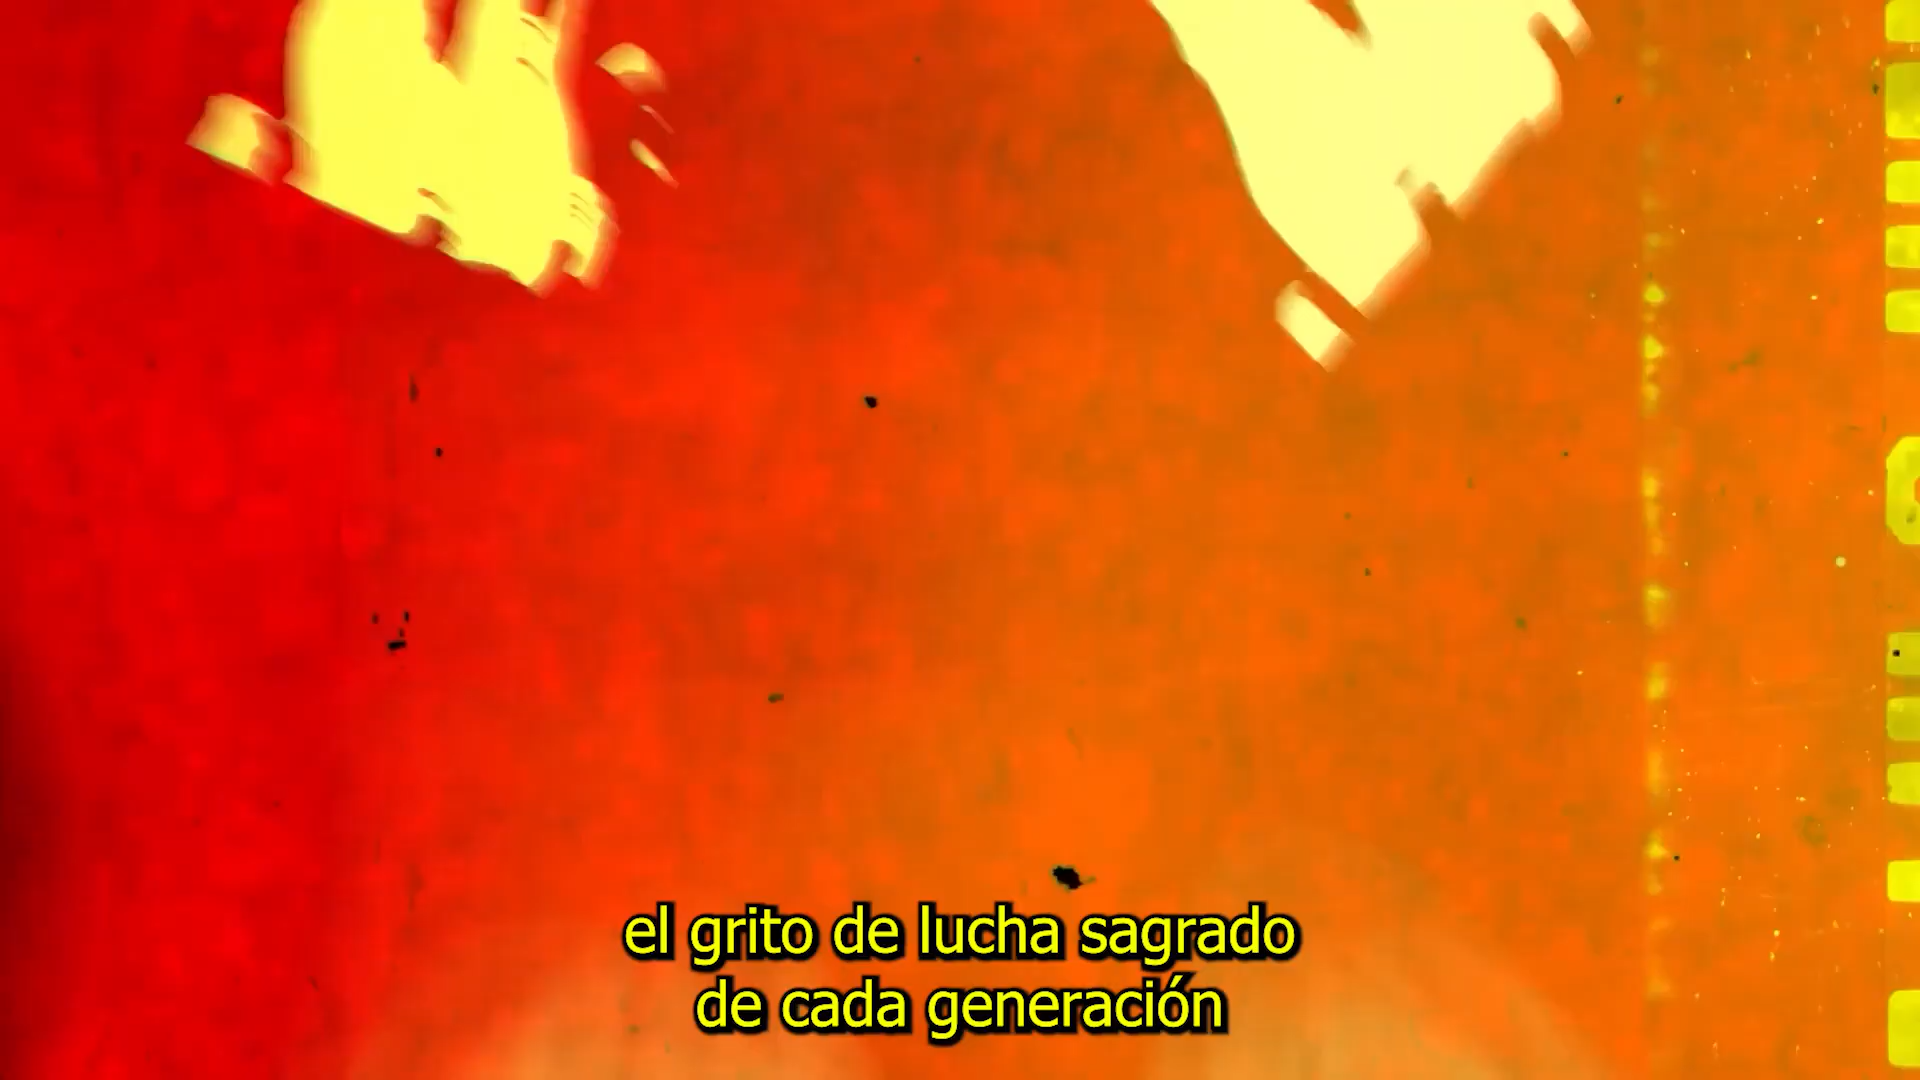 el grito de lucha sagrado
de cada generación